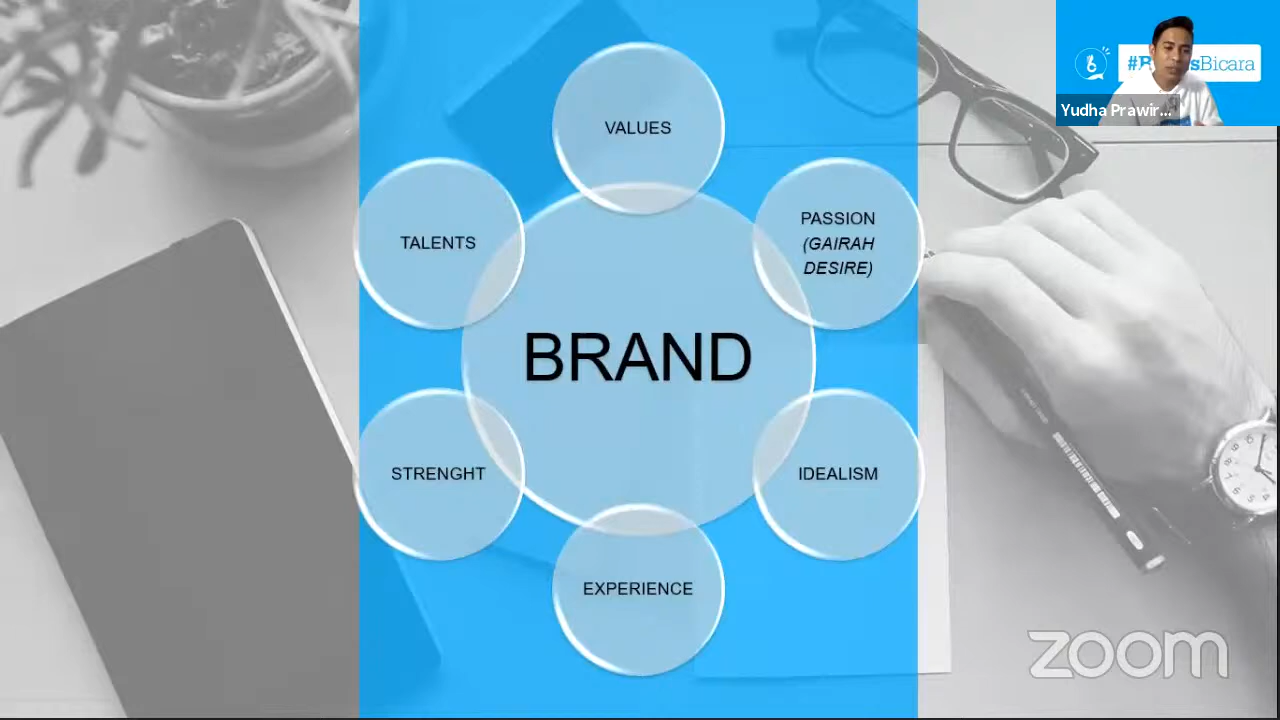 VALUES
TALENTS
PASSION
(GAIRAH
DESIRE)
BRAND
STRENGHT
IDEALISM
EXPERIENCE
Yudha Prawir...
zoom